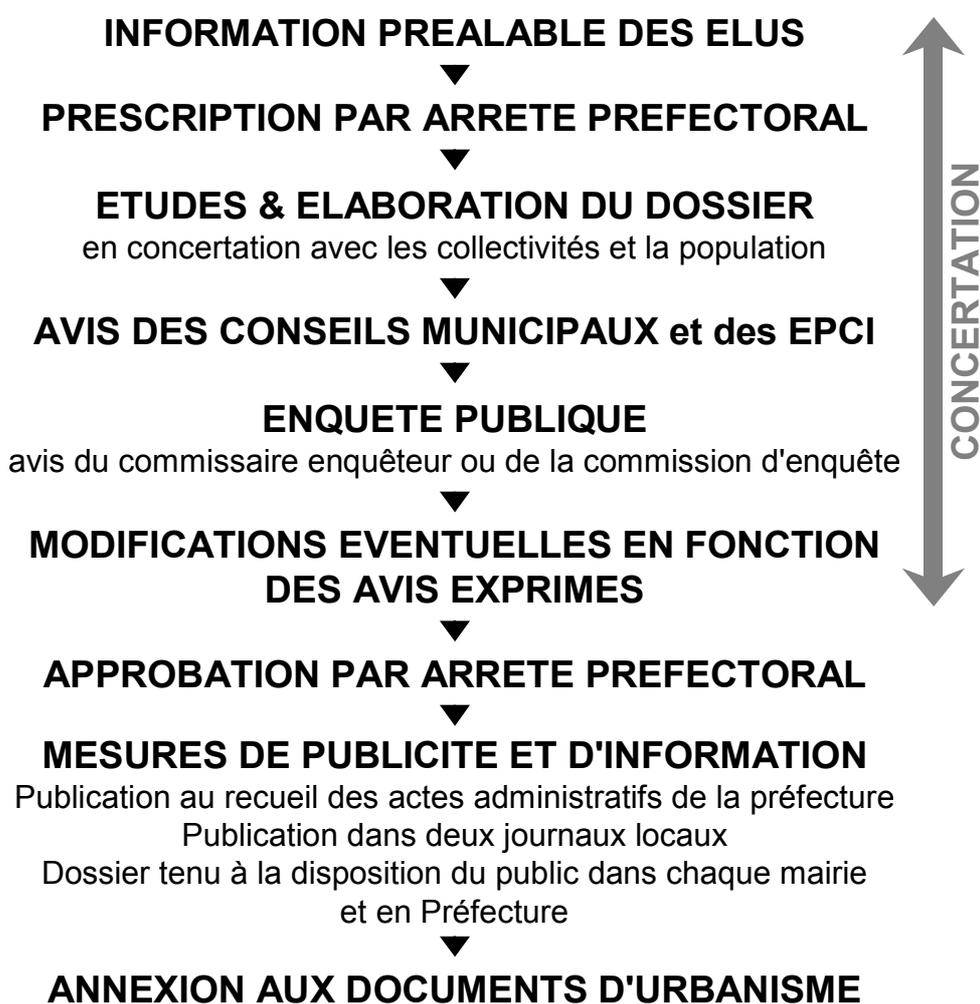 INFORMATION PREALABLE DES ELUS
PRESCRIPTION PAR ARRETE PREFECTORAL
ETUDES & ELABORATION DU DOSSIER
en concertation avec les collectivités et la population
AVIS DES CONSEILS MUNICIPAUX et des EPCI
ENQUETE PUBLIQUE
avis du commissaire enquêteur ou de la commission d'enquête
MODIFICATIONS EVENTUELLES EN FONCTION
DES AVIS EXPRIMES
CONCERTATION
APPROBATION PAR ARRETE PREFECTORAL
MESURES DE PUBLICITE ET D'INFORMATION
Publication au recueil des actes administratifs de la préfecture
Publication dans deux journaux locaux
Dossier tenu à la disposition du public dans chaque mairie
et en Préfecture
ANNEXION AUX DOCUMENTS D'URBANISME